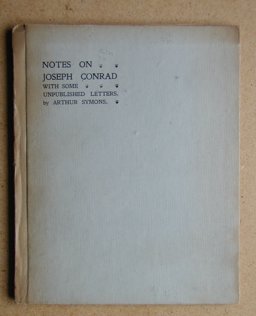 NOTES ON
JOSEPH CONRAD
WITH SOME
UNPUBLISHED LETTERS.
by ARTHUR SYMONS.